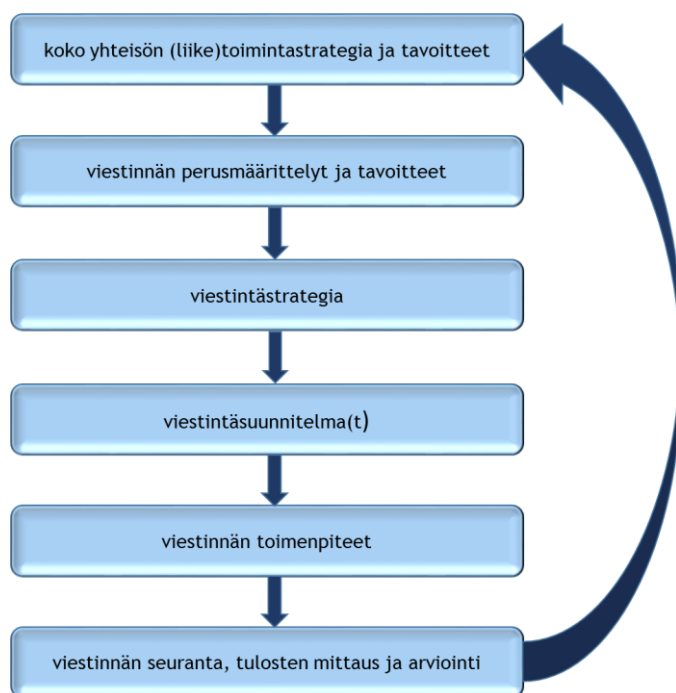 koko yhteisön (liike)toimintastrategia ja tavoitteet
viestinnän perusmäärittelyt ja tavoitteet
viestintästrategia
viestintäsuunnitelma(t)
viestinnän toimenpiteet
viestinnän seuranta, tulosten mittaus ja arviointi